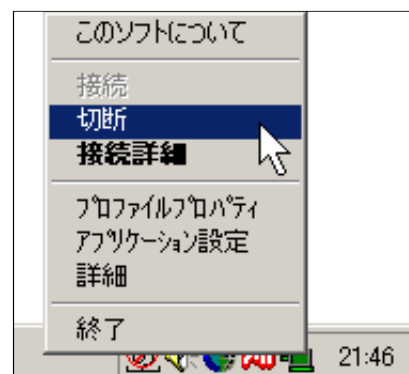 このソフトについて
接続
切断
接続詳細
ﾌﾟﾛﾌｧｲﾙﾌﾟﾛﾊﾟﾃｨ
ｱﾌﾟﾘｹｰｼｮﾝ設定
詳細
終了
21:46